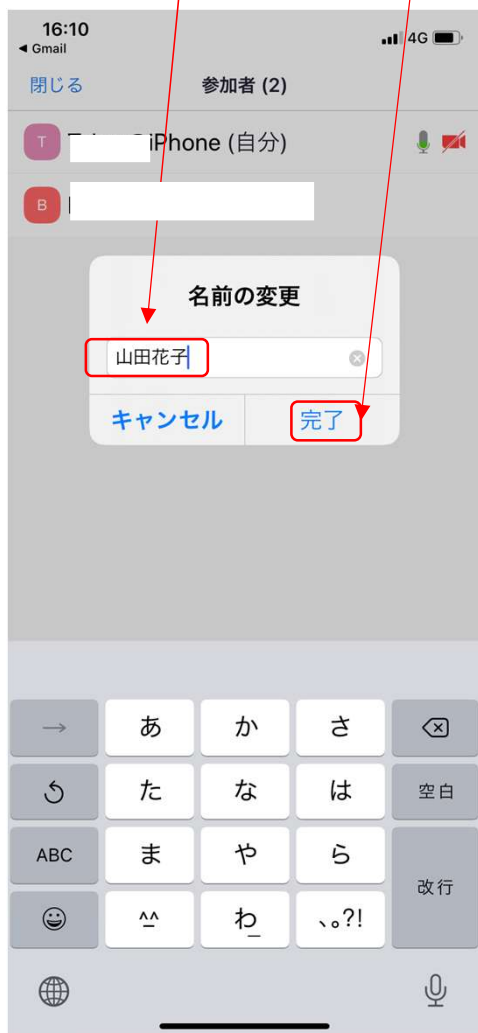 16:10
◀ Gmail
4G
閉じる
参加者 (2)
T
iPhone (自分)
B
名前の変更
山田花子
キャンセル
完了
→ あ か さ
た な は 空白
ABC ま や ら
改行
^^ わ_ 、。?!